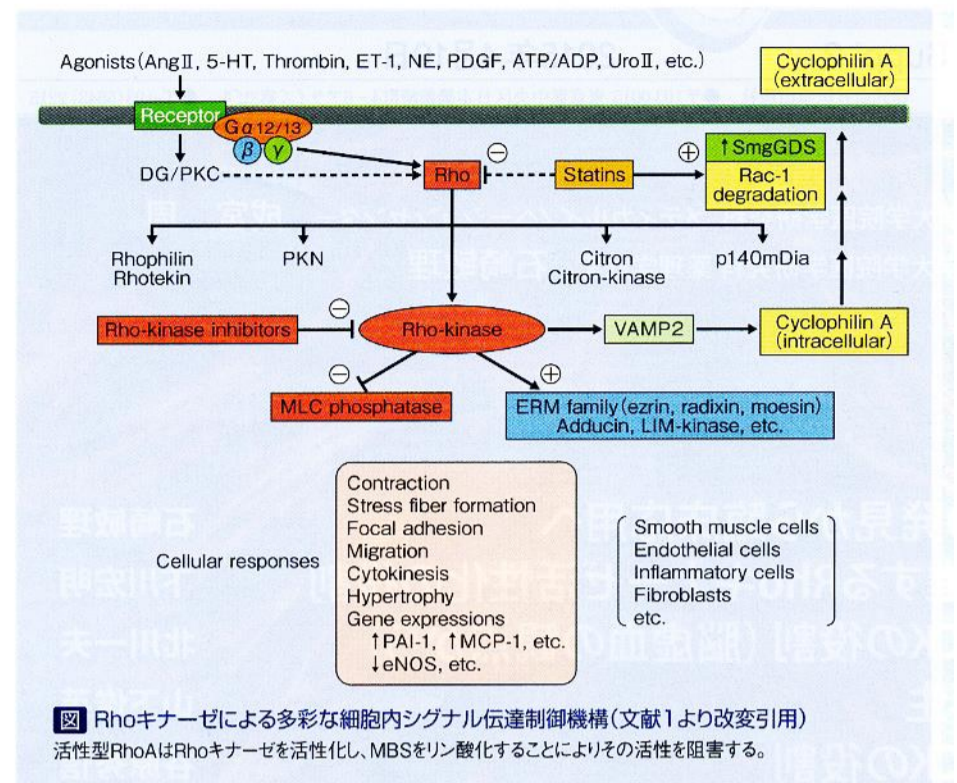 Agonists(AngⅡ, 5-HT, Thrombin, ET-1, NE, PDGF, ATP/ADP, UroⅡ, etc.)
Cyclophilin A
(extracellular)
Receptor
Gα12/13
β
γ
DG/PKC
Rho
⊖
Statins
⊕
↑SmgGDS
Rac-1
degradation
Rhophilin
Rhotekin
PKN
Citron
Citron-kinase
p140mDia
Rho-kinase inhibitors
⊖
Rho-kinase
VAMP2
Cyclophilin A
(intracellular)
⊖
⊕
MLC phosphatase
ERM family(ezrin, radixin, moesin)
Adducin, LIM-kinase, etc.
Cellular responses
Contraction
Stress fiber formation
Focal adhesion
Migration
Cytokinesis
Hypertrophy
Gene expressions
↑PAI-1, ↑MCP-1, etc.
↓eNOS, etc.
Smooth muscle cells
Endothelial cells
Inflammatory cells
Fibroblasts
etc.
図 Rhoキナーゼによる多彩な細胞内シグナル伝達制御機構(文献1より改変引用)
活性型RhoAはRhoキナーゼを活性化し、MBSをリン酸化することによりその活性を阻害する。